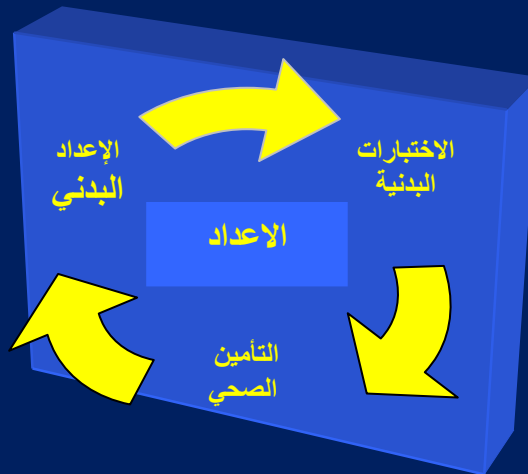 الاختبارات
البدنية
الإعداد
البدني
الاعداد
التأمين
الصحي